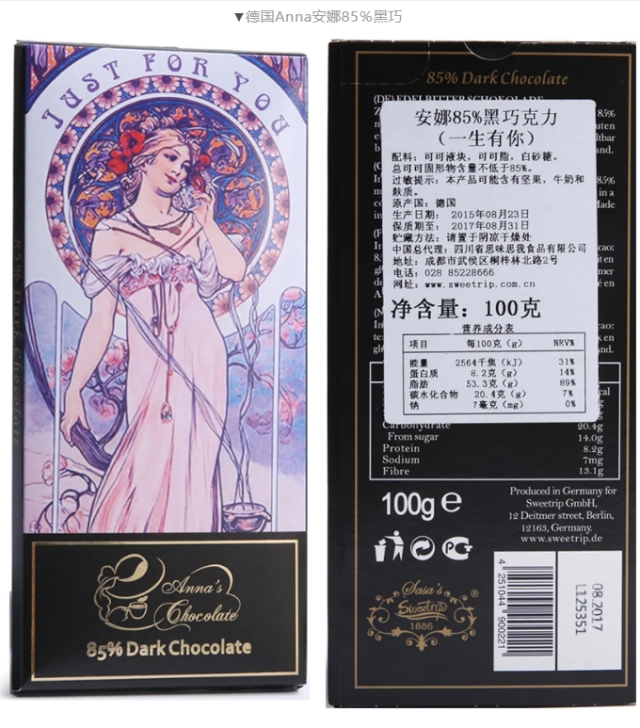 ▼德国Anna安娜85%黑巧
JUST FOR YOU
85% Dark Chocolate
Anna's
Chocolate
85% Dark Chocolate
85% Dark Chocolate
(DE) EDELBITTER SCHOKOLADE
安娜85%黑巧克力
(一生有你)
配料:可可液块,可可脂,白砂糖。
总可可固形物含量不低于85%。
过敏提示:本产品可能含有坚果,牛奶和
麸质。
原产国:德国
生产日期: 2015年08月23日
保质期至: 2017年08月31日
贮藏方法:请置于阴凉干燥处
中国总代理:四川省思味思我食品有限公司
地址:成都市武侯区桐梓林北路2号
电话:028 85228666
网址:www.sweetrip.com.cn
净含量:100克
营养成分表
项目 每100克(g) NRV%
能量 2564千焦(kJ) 31%
蛋白质 8.2克(g) 14%
脂肪 53.3克(g) 89%
碳水化合物 20.4克(g) 7%
钠 7毫克(mg) 0%
Carbohydrate 20.4g
From sugar 14.0g
Protein 8.2g
Sodium 7mg
Fibre 13.1g
100g e
Produced in Germany for
Sweetrip GmbH,
12 Deitmer street, Berlin,
12163, Germany.
www.sweetrip.de
Sasa's
Sweetrip
1886
4 251044 900221
08.2017
L125351